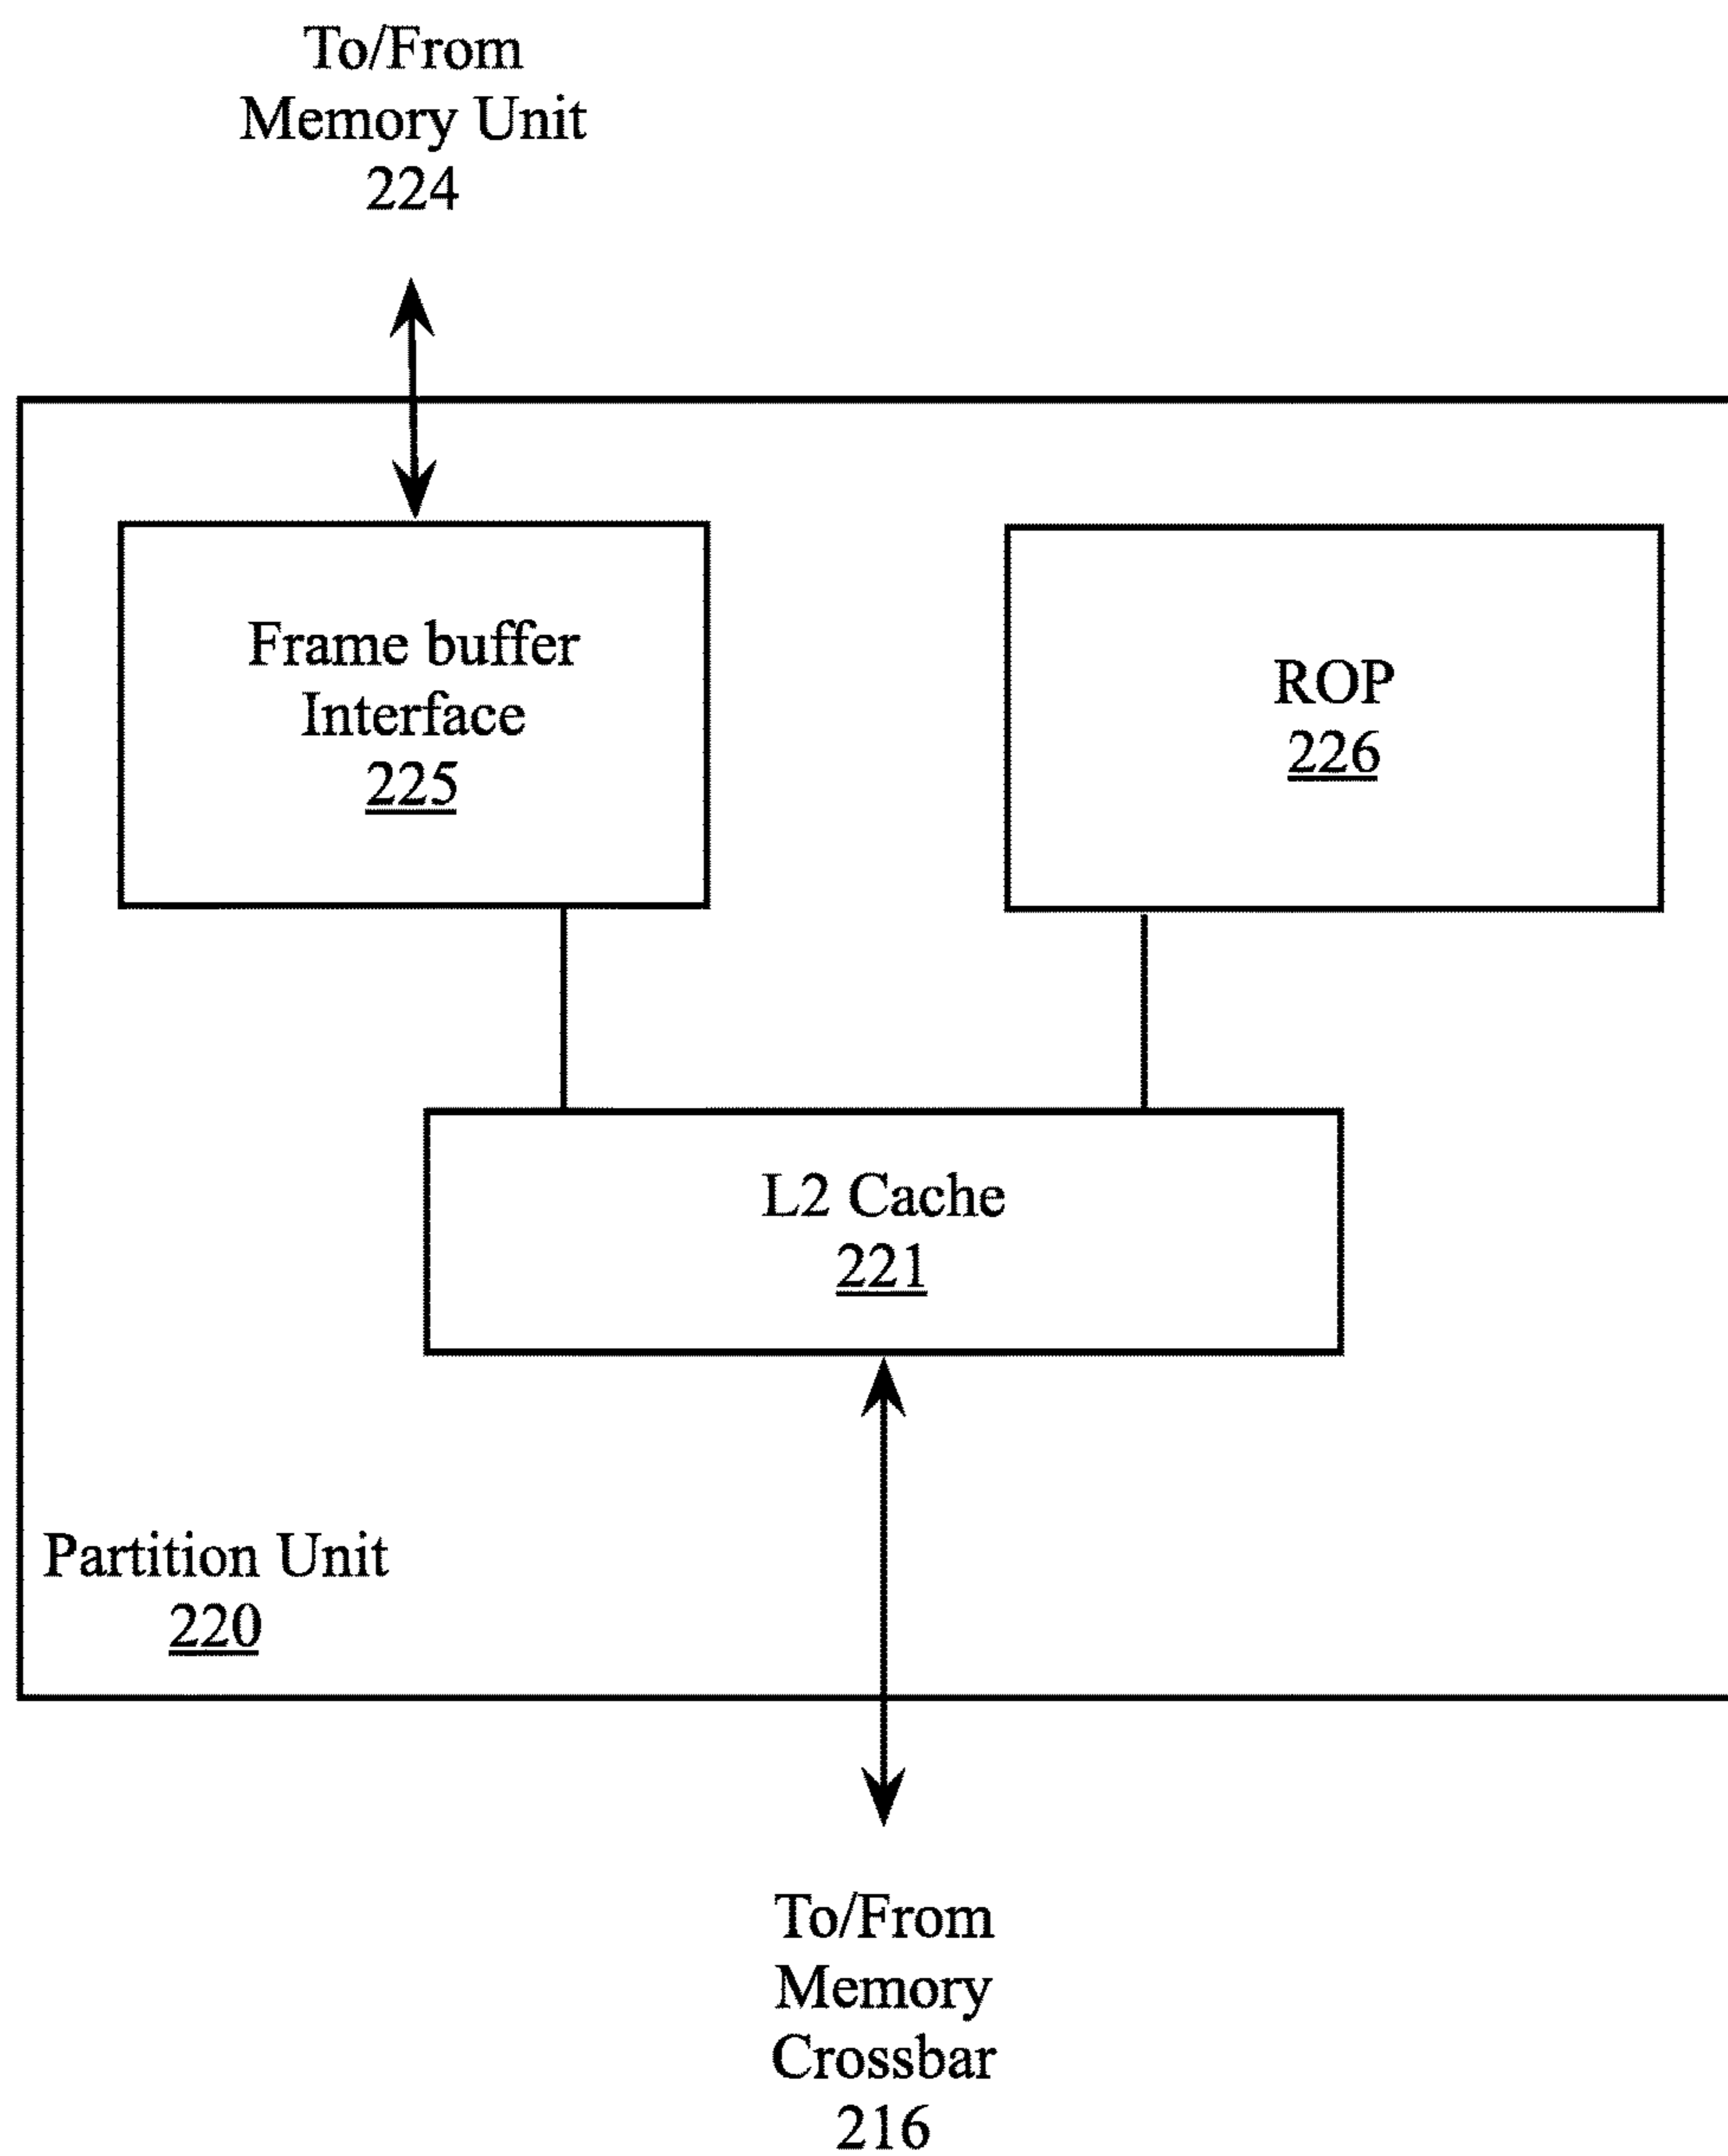 To/From
Memory Unit
224
Frame buffer
Interface
225
ROP
226
L2 Cache
221
Partition Unit
220
To/From
Memory
Crossbar
216